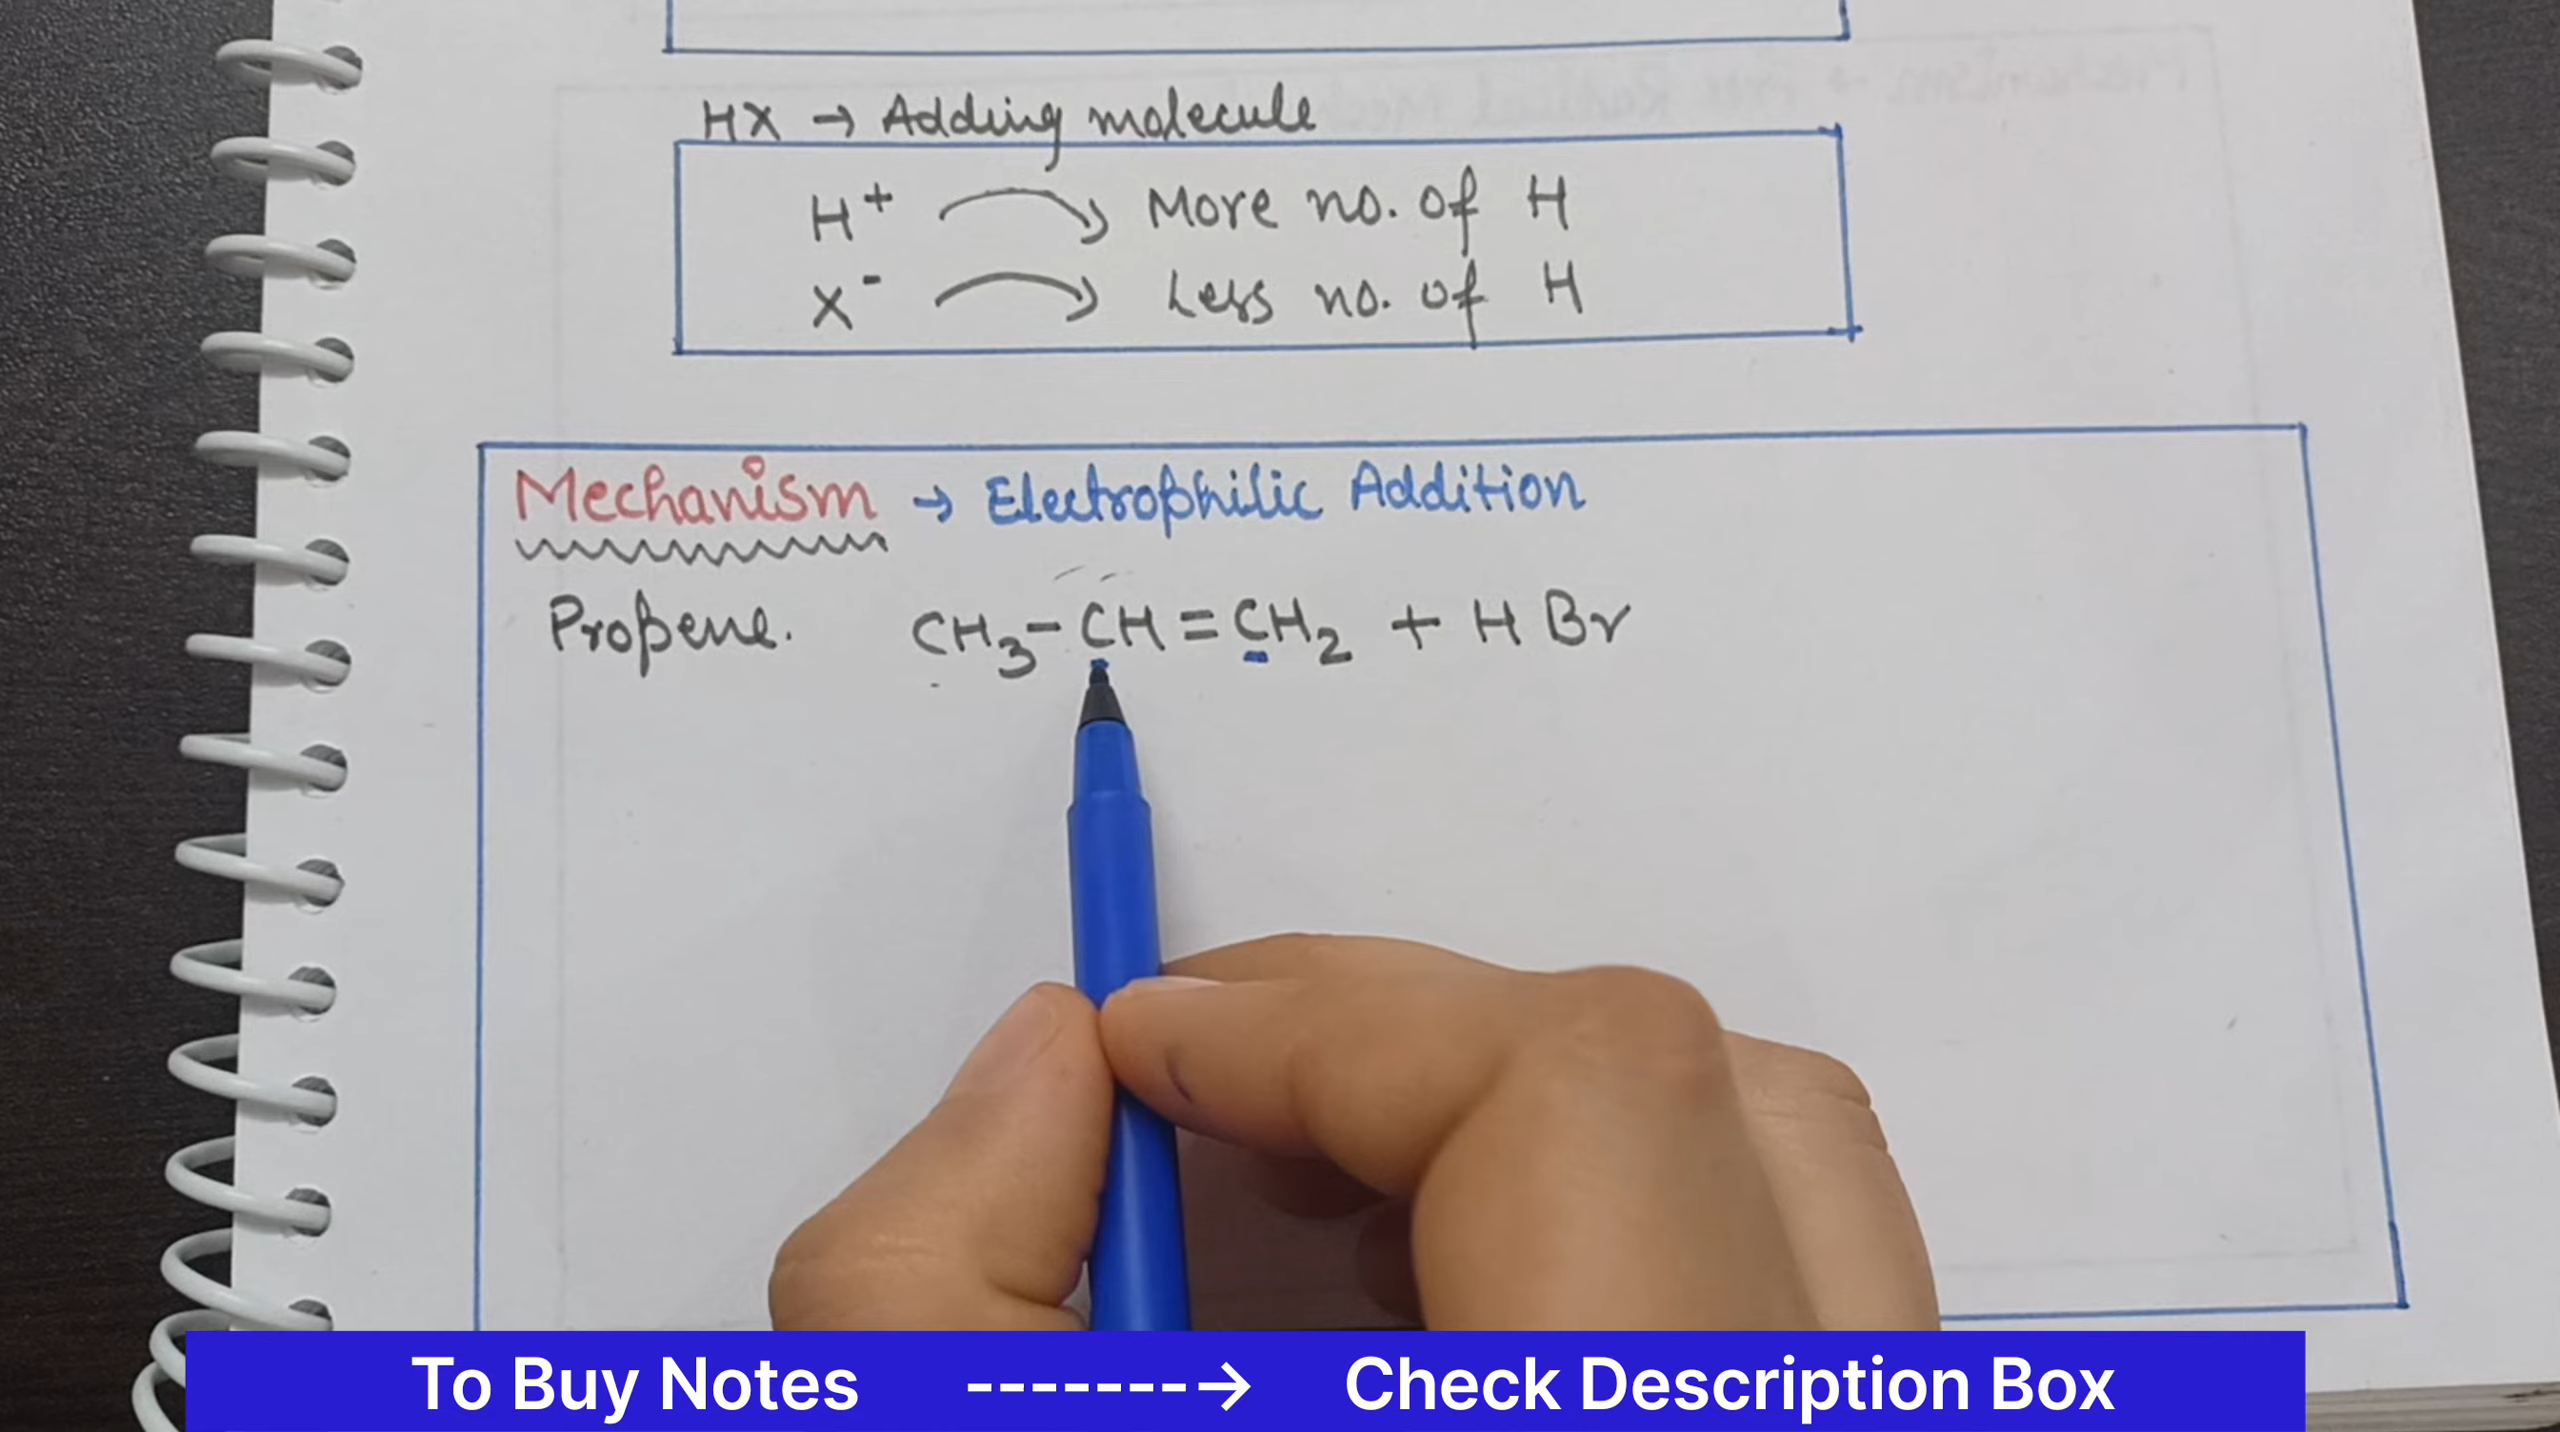 HX → Adding molecule
H⁺ → More no. of H
X⁻ → Less no. of H
Mechanism → Electrophilic Addition
Propene. CH₃-CH=CH₂ + H Br
To Buy Notes -------→ Check Description Box